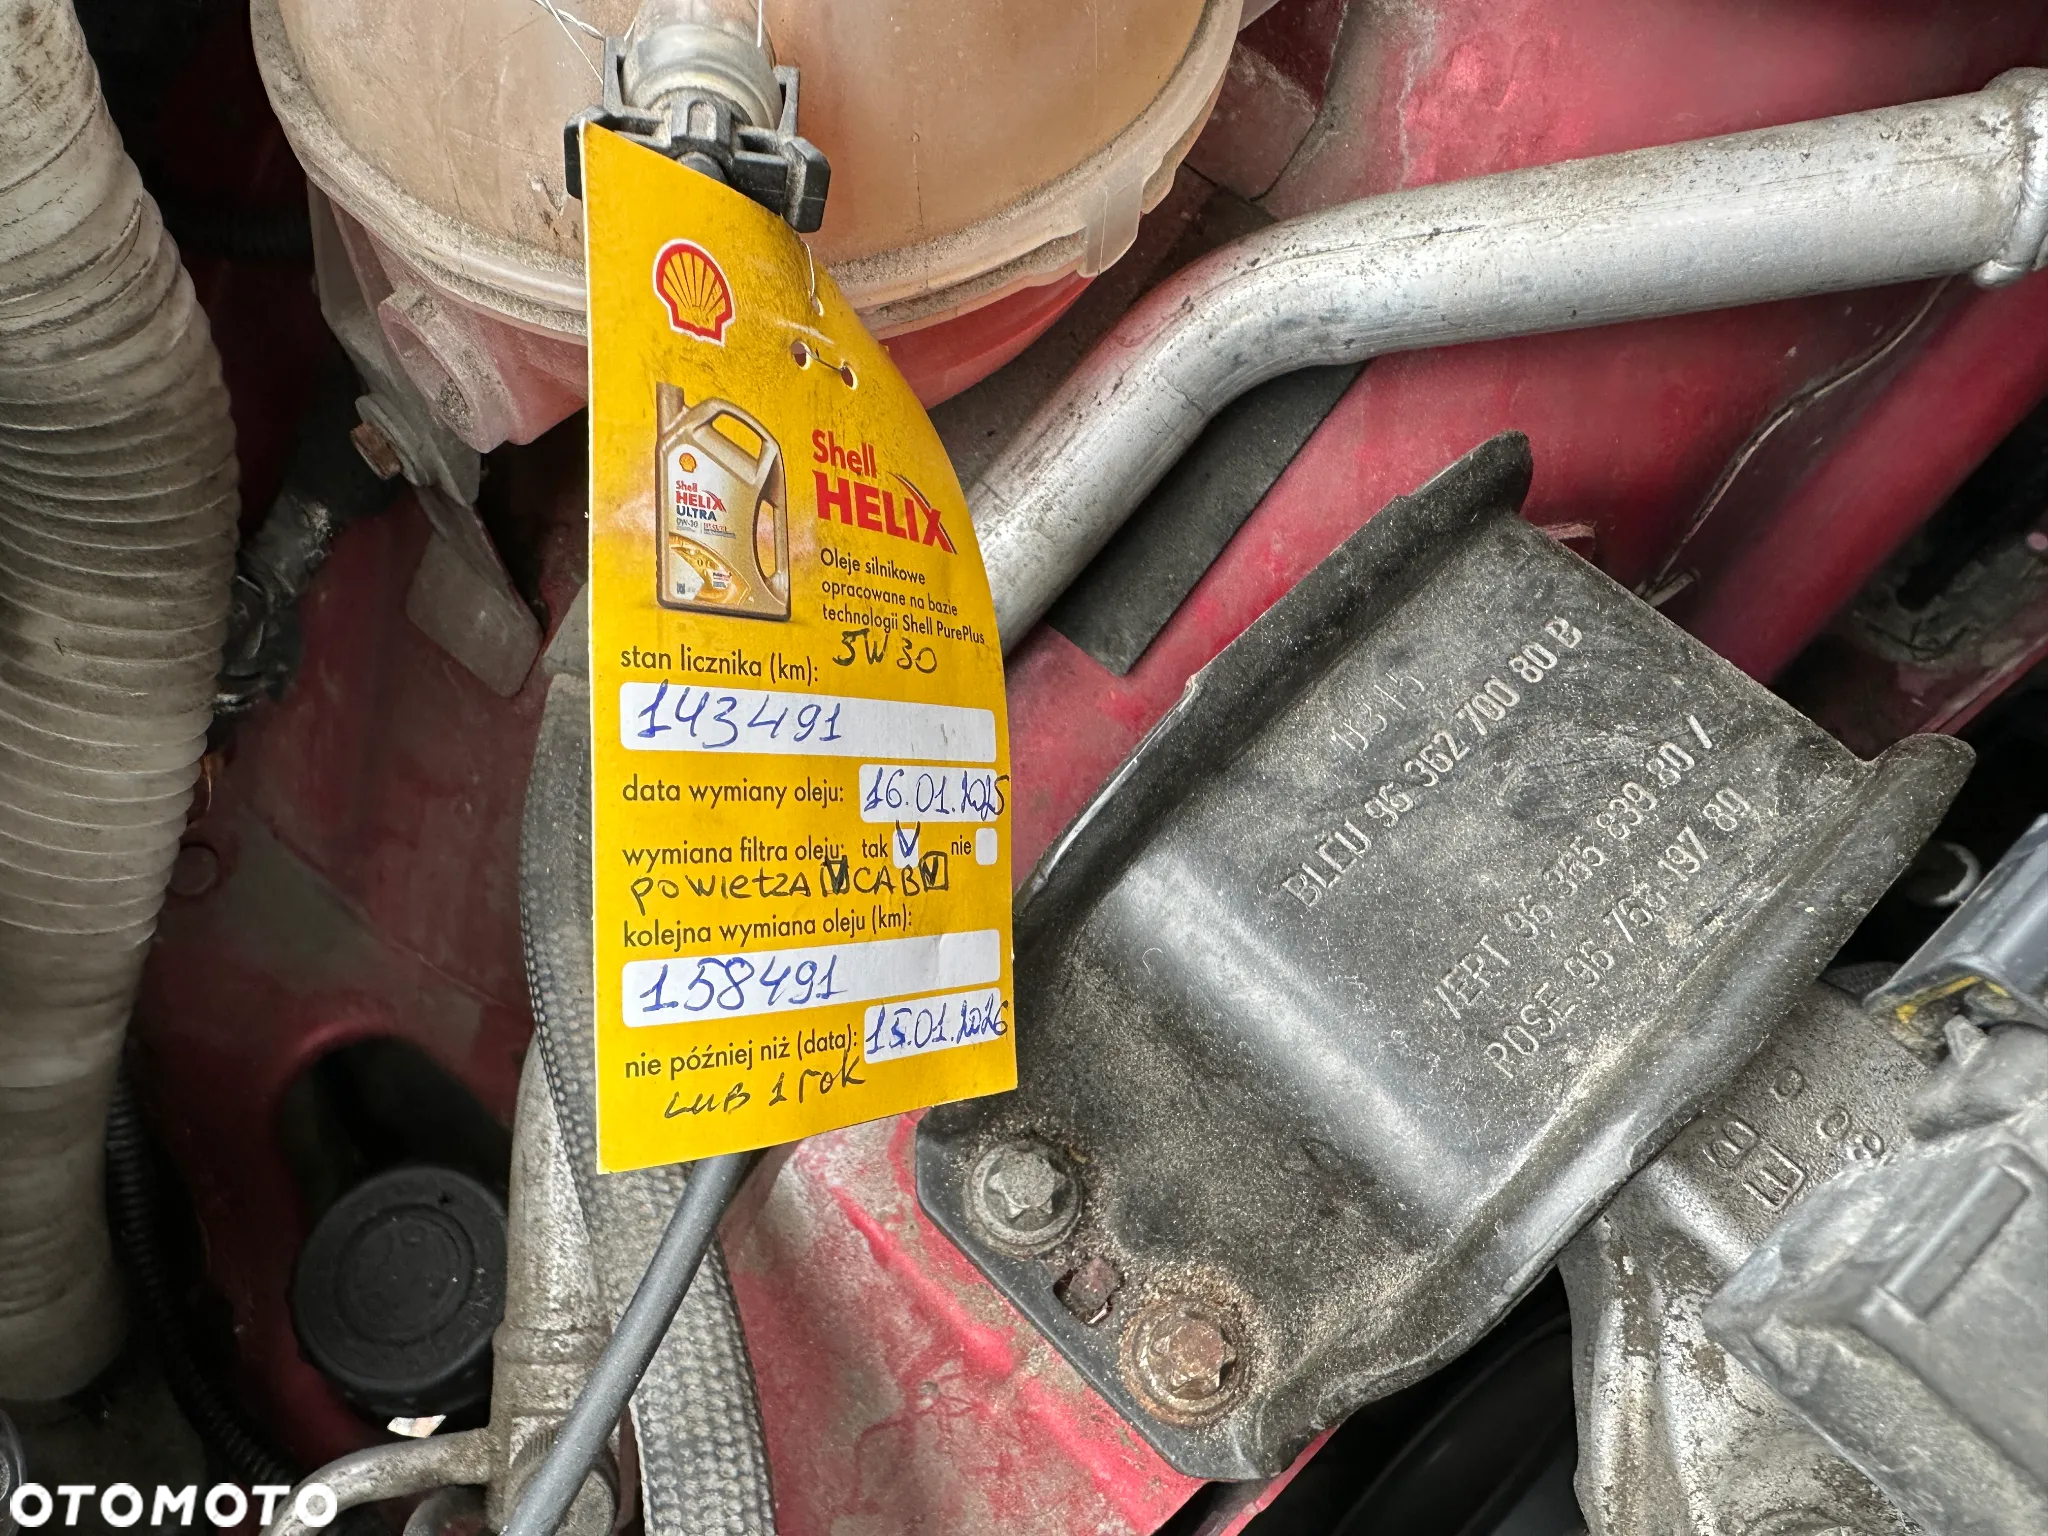 Shell
HELIX
ULTRA
0W-30
Shell
HELIX
Oleje silnikowe
opracowane na bazie
technologii Shell PurePlus
5W30
stan licznika (km):
143491
data wymiany oleju: 16.01.2025
wymiana filtra oleju: tak V nie
POWIETZA V CAB V
kolejna wymiana oleju (km):
158491
nie później niż (data): 15.01.2026
LUB 1 rok
BLEU 96 362 700 80 B
VERT 96 365 839 80
ROSE 96
197 89
OTOMOTO